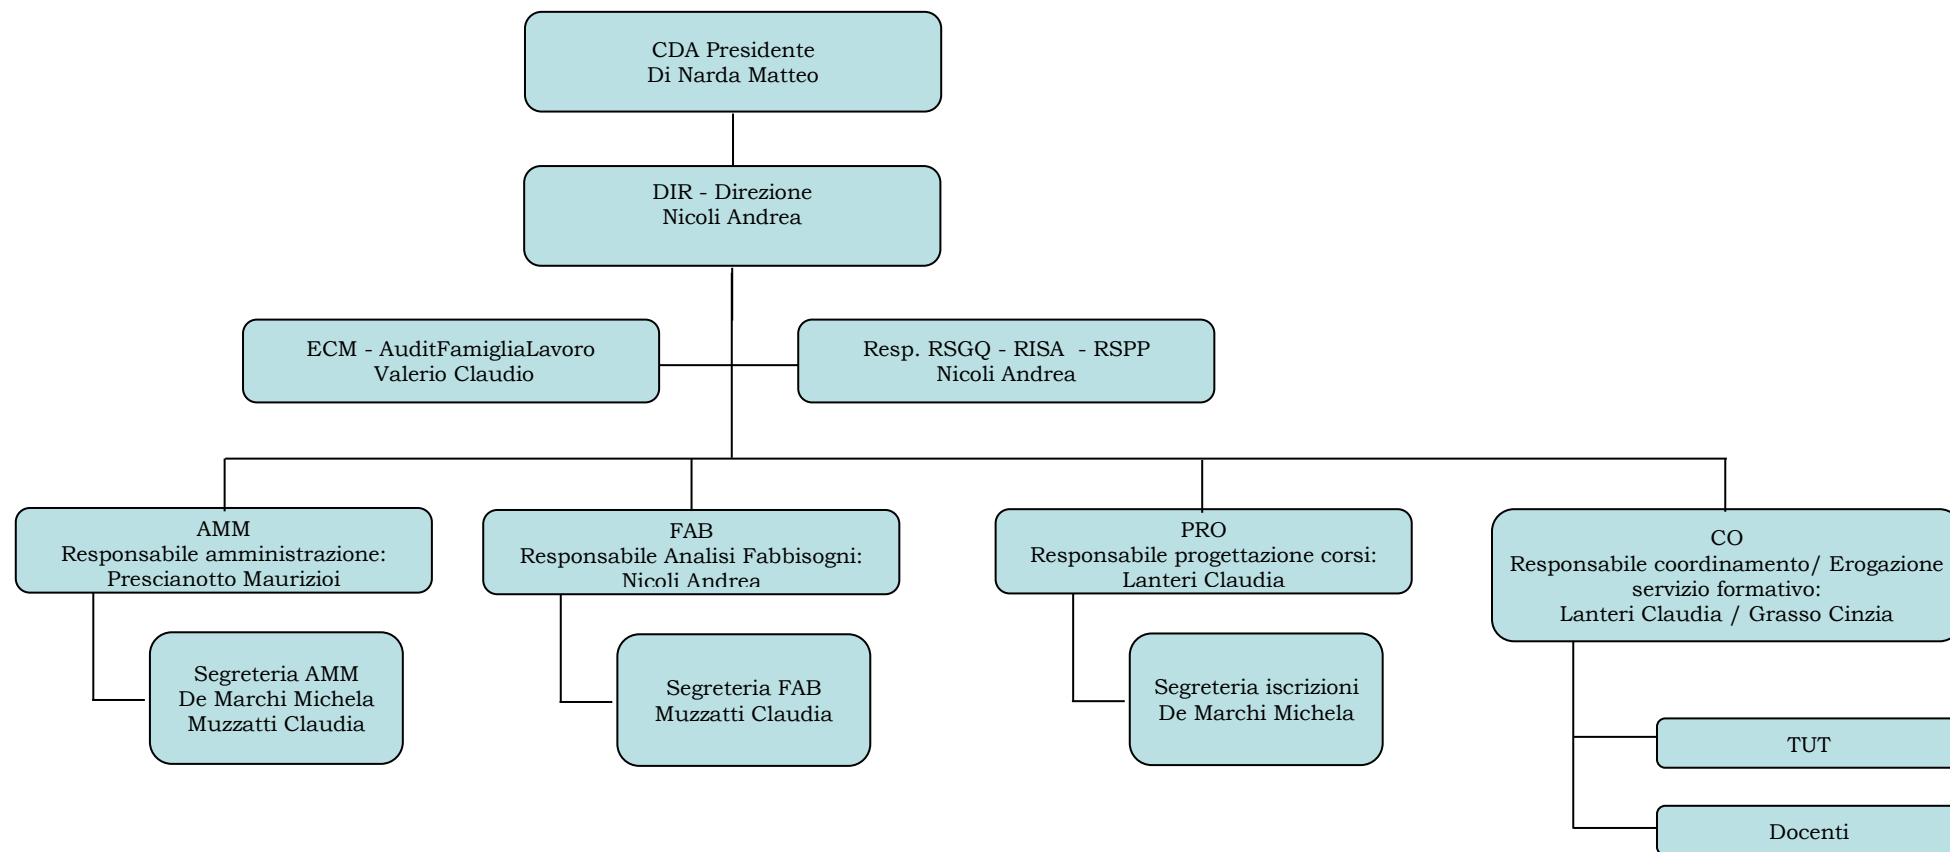 CDA Presidente
Di Narda Matteo
DIR - Direzione
Nicoli Andrea
ECM - AuditFamigliaLavoro
Valerio Claudio
Resp. RSGQ - RISA - RSPP
Nicoli Andrea
AMM
Responsabile amministrazione:
Prescianotto Maurizioi
FAB
Responsabile Analisi Fabbisogni:
Nicoli Andrea
PRO
Responsabile progettazione corsi:
Lanteri Claudia
CO
Responsabile coordinamento/ Erogazione
servizio formativo:
Lanteri Claudia / Grasso Cinzia
Segreteria AMM
De Marchi Michela
Muzzatti Claudia
Segreteria FAB
Muzzatti Claudia
Segreteria iscrizioni
De Marchi Michela
TUT
Docenti